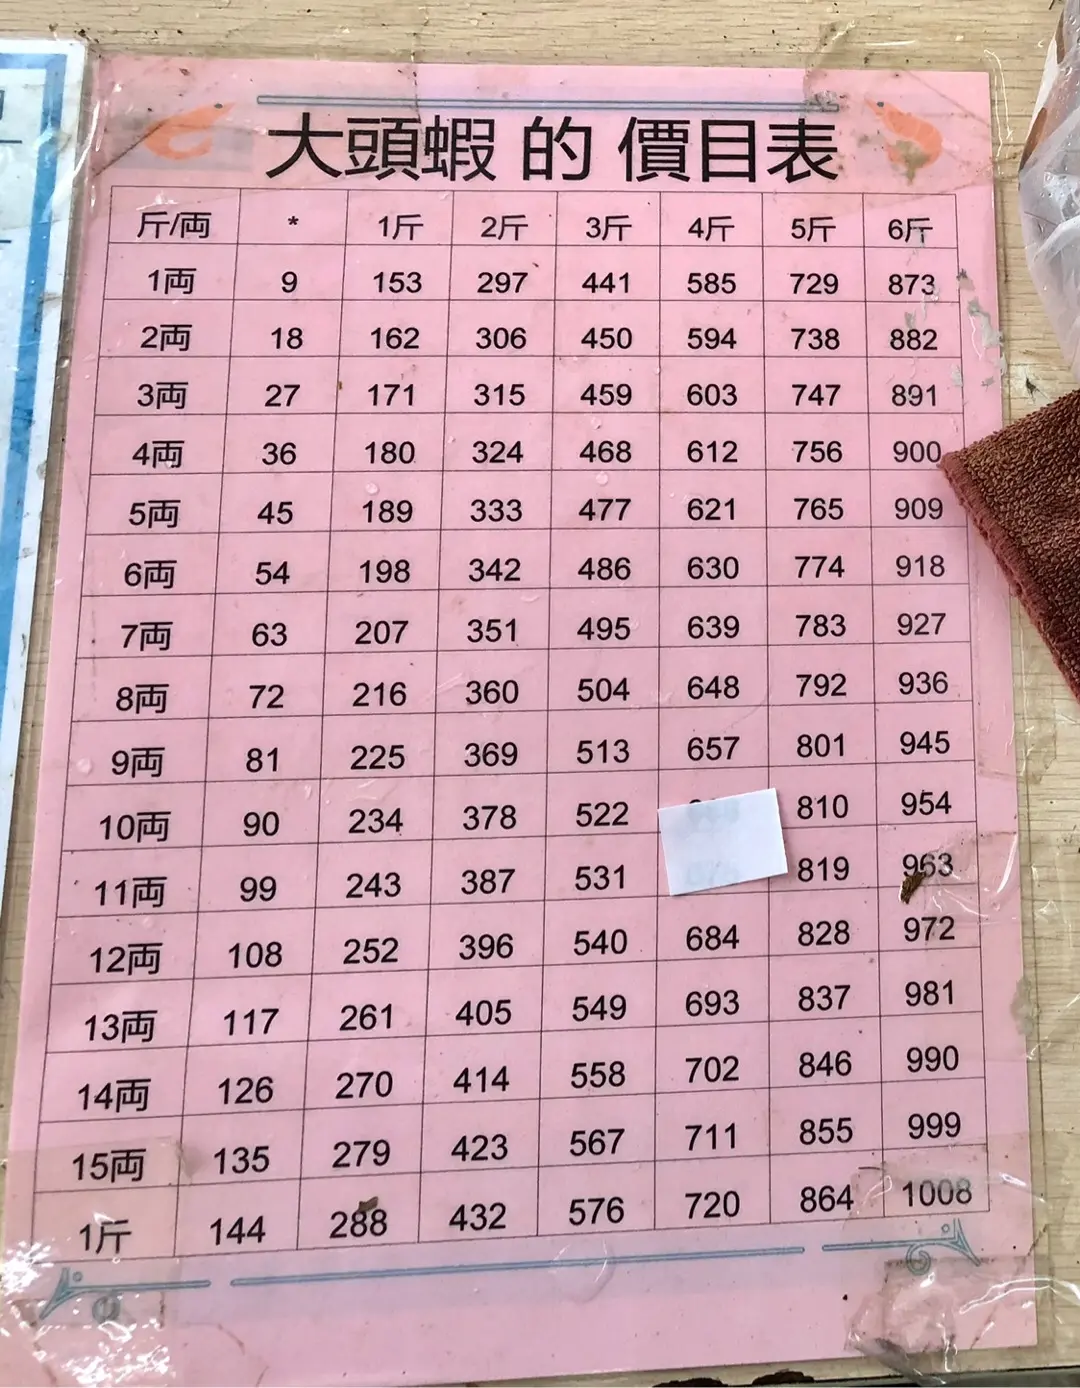 大頭蝦 的 價目表
斤/両 * 1斤 2斤 3斤 4斤 5斤 6斤
1両 9 153 297 441 585 729 873
2両 18 162 306 450 594 738 882
3両 27 171 315 459 603 747 891
4両 36 180 324 468 612 756 900
5両 45 189 333 477 621 765 909
6両 54 198 342 486 630 774 918
7両 63 207 351 495 639 783 927
8両 72 216 360 504 648 792 936
9両 81 225 369 513 657 801 945
10両 90 234 378 522 810 954
11両 99 243 387 531 819 963
12両 108 252 396 540 684 828 972
13両 117 261 405 549 693 837 981
14両 126 270 414 558 702 846 990
15両 135 279 423 567 711 855 999
1斤 144 288 432 576 720 864 1008